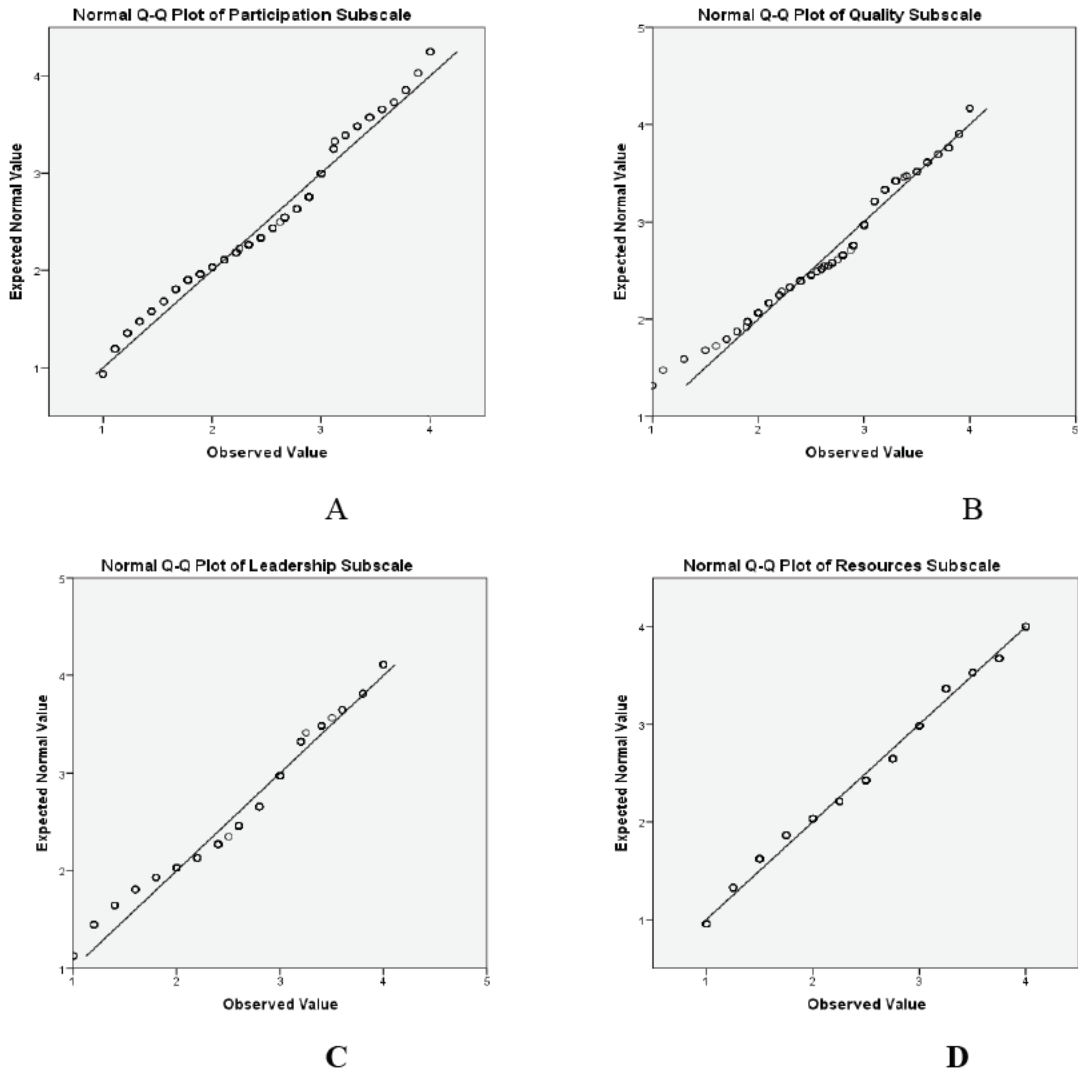 Normal Q-Q Plot of Participation Subscale
Expected Normal Value
4
3
2
1
1 2 3 4
Observed Value
A
Normal Q-Q Plot of Quality Subscale
Expected Normal Value
5
4
3
2
1
1 2 3 4 5
Observed Value
B
Normal Q-Q Plot of Leadership Subscale
Expected Normal Value
5
4
3
2
1
1 2 3 4 5
Observed Value
C
Normal Q-Q Plot of Resources Subscale
Expected Normal Value
4
3
2
1
1 2 3 4
Observed Value
D